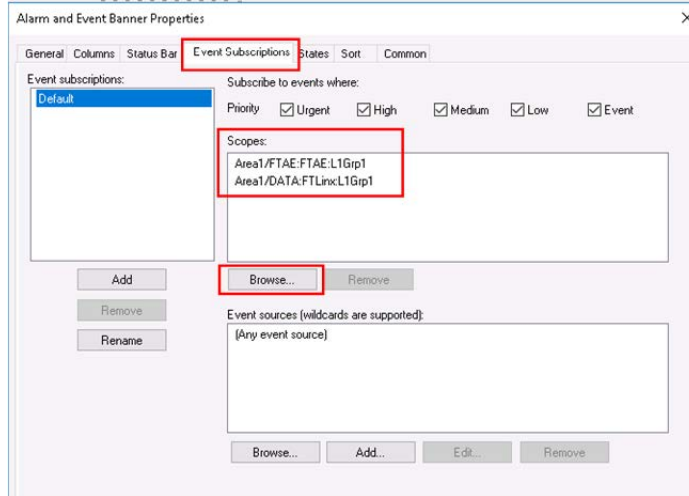 Alarm and Event Banner Properties
General Columns Status Bar Event Subscriptions States Sort Common
Event subscriptions:
Default
Add
Remove
Rename
Subscribe to events where:
Priority Urgent High Medium Low Event
Scopes:
Area1/FTAE:FTAE:L1Grp1
Area1/DATA:FTLinx:L1Grp1
Browse... Remove
Event sources (wildcards are supported):
(Any event source)
Browse... Add... Edit... Remove